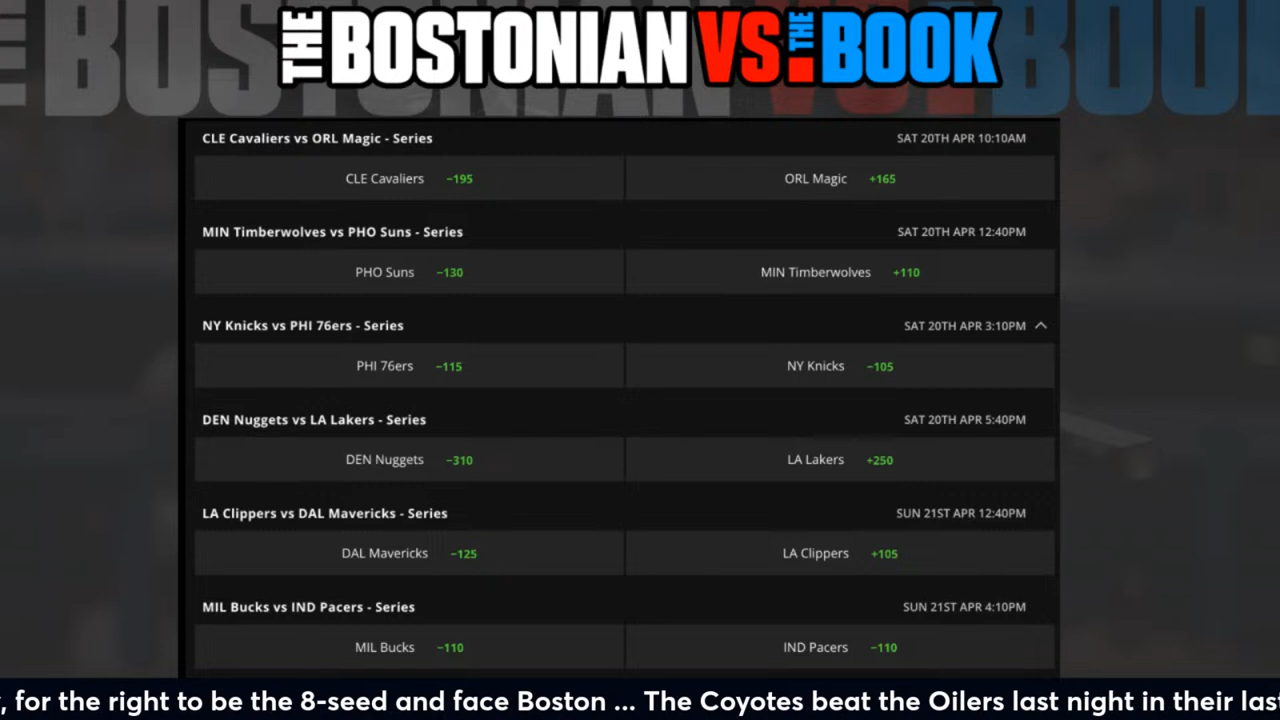 THE BOSTONIAN VS. THE BOOK
CLE Cavaliers vs ORL Magic - Series SAT 20TH APR 10:10AM
CLE Cavaliers −195 ORL Magic +165
MIN Timberwolves vs PHO Suns - Series SAT 20TH APR 12:40PM
PHO Suns −130 MIN Timberwolves +110
NY Knicks vs PHI 76ers - Series SAT 20TH APR 3:10PM
PHI 76ers −115 NY Knicks −105
DEN Nuggets vs LA Lakers - Series SAT 20TH APR 5:40PM
DEN Nuggets −310 LA Lakers +250
LA Clippers vs DAL Mavericks - Series SUN 21ST APR 12:40PM
DAL Mavericks −125 LA Clippers +105
MIL Bucks vs IND Pacers - Series SUN 21ST APR 4:10PM
MIL Bucks −110 IND Pacers −110
, for the right to be the 8-seed and face Boston ... The Coyotes beat the Oilers last night in their las